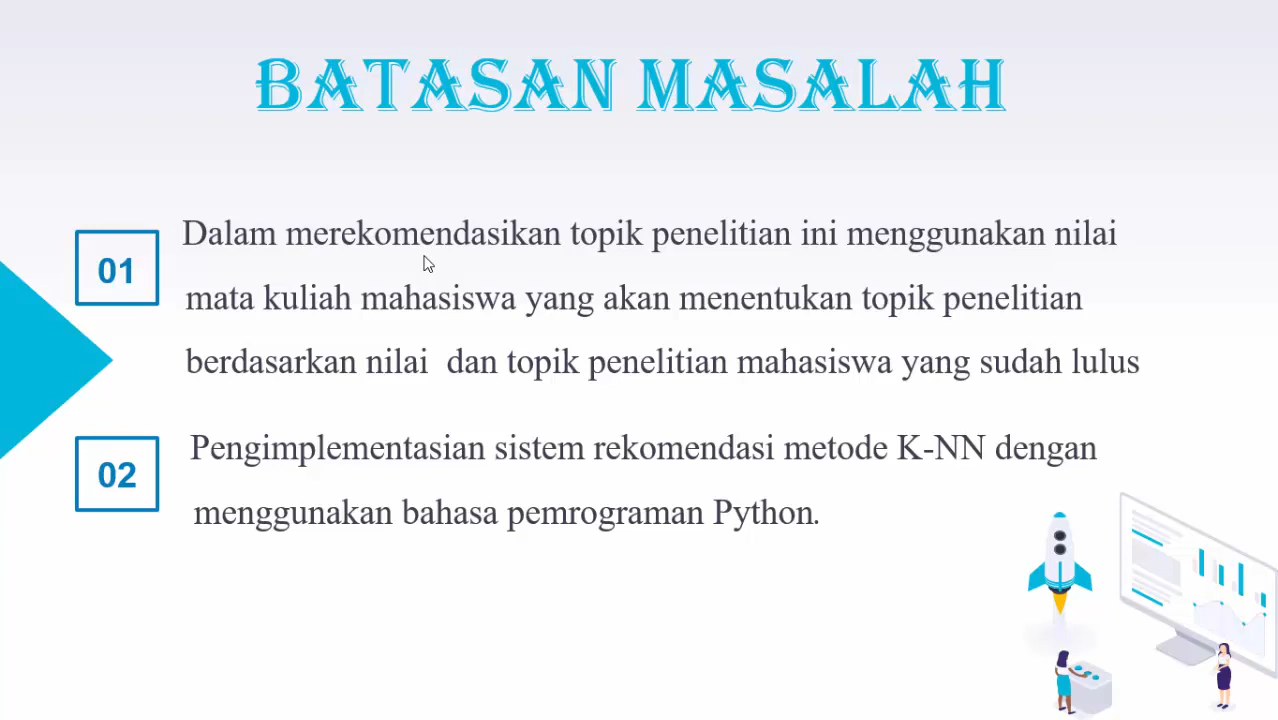 BATASAN MASALAH
01
Dalam merekomendasikan topik penelitian ini menggunakan nilai
mata kuliah mahasiswa yang akan menentukan topik penelitian
berdasarkan nilai  dan topik penelitian mahasiswa yang sudah lulus
02
Pengimplementasian sistem rekomendasi metode K-NN dengan
menggunakan bahasa pemrograman Python.